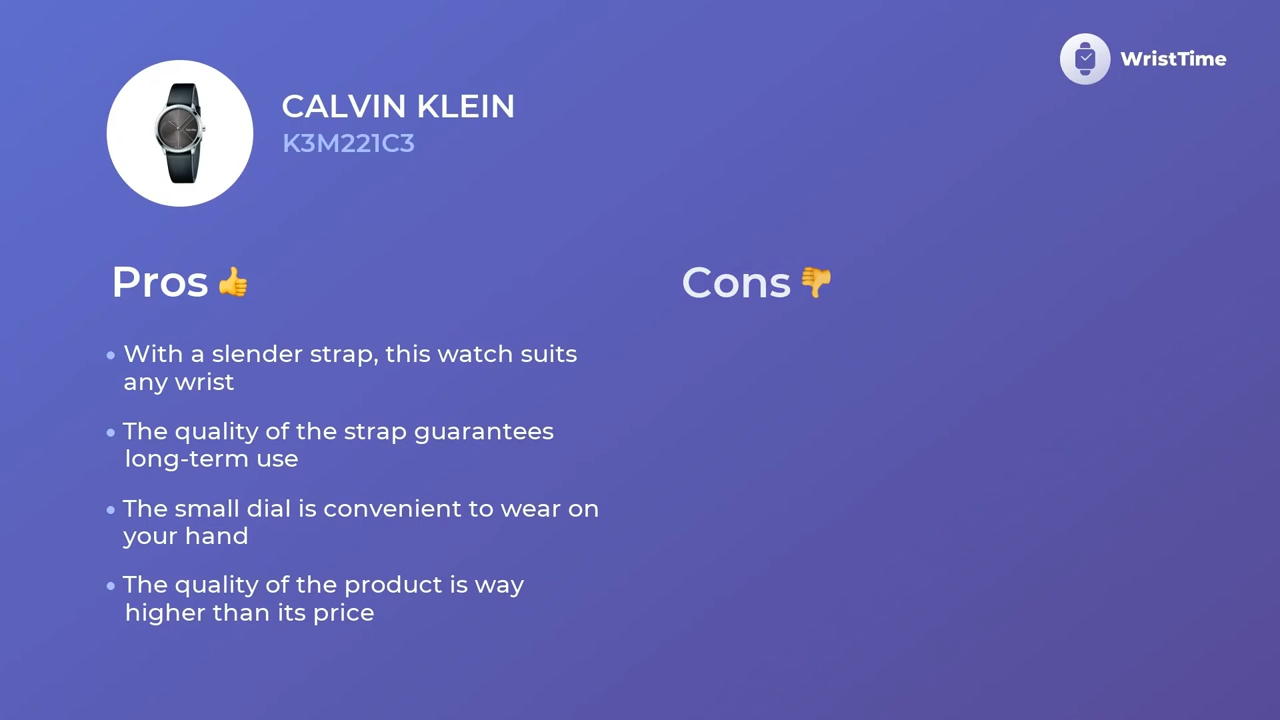 WristTime
CALVIN KLEIN
K3M221C3
Pros 👍
• With a slender strap, this watch suits
any wrist
• The quality of the strap guarantees
long-term use
• The small dial is convenient to wear on
your hand
• The quality of the product is way
higher than its price
Cons 👎